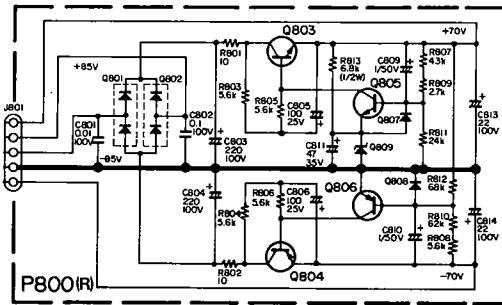 Q803
+70V
R801
10
R813
6.8k
(1/2W)
C809
1/50V
R807
43k
+85V
Q801
Q802
R803
5.6k
R805
5.6k
Q805
R809
2.7k
J801
C805
100
25V
Q807
C801
0.01
100V
C802
0.1
100V
C803
220
100V
C811
47
35V
Q809
R811
24k
C813
22
100V
-85V
C804
220
100V
R806
5.6k
C806
100
25V
Q806
Q808
R812
68k
R804
5.6k
C810
1/50V
R810
62k
C814
22
100V
R808
5.6k
R802
10
Q804
-70V
P800(R)